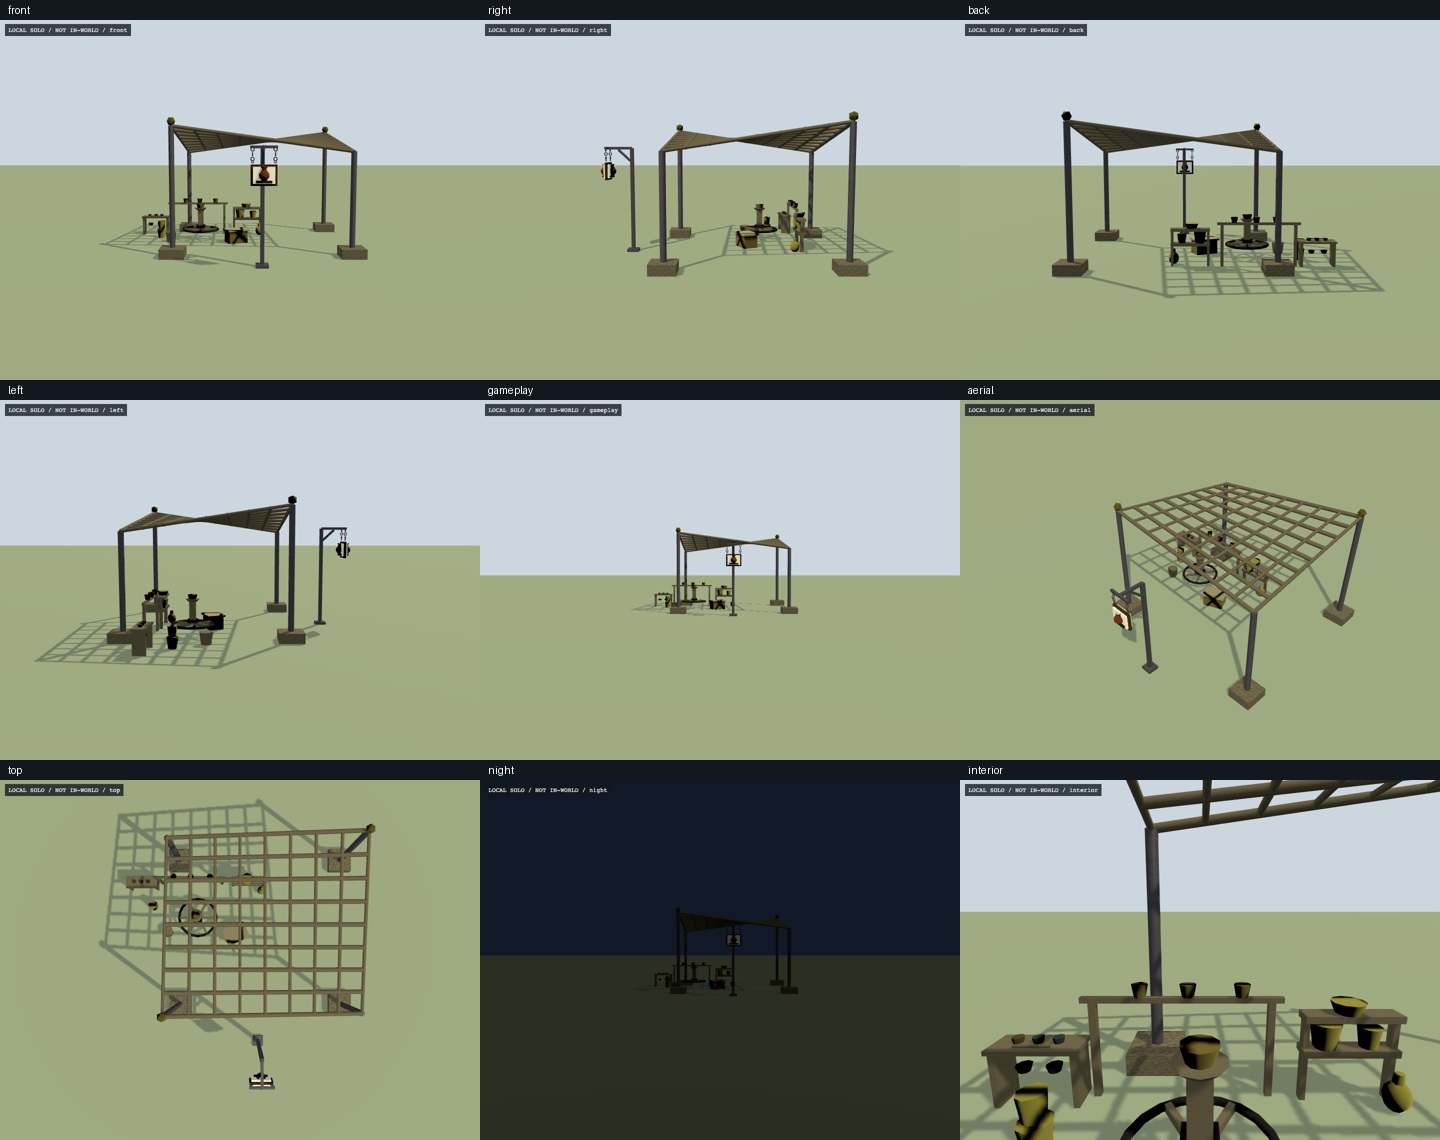 front
LOCAL SOLO / NOT IN-WORLD / front
right
LOCAL SOLO / NOT IN-WORLD / right
back
LOCAL SOLO / NOT IN-WORLD / back
left
LOCAL SOLO / NOT IN-WORLD / left
gameplay
LOCAL SOLO / NOT IN-WORLD / gameplay
aerial
LOCAL SOLO / NOT IN-WORLD / aerial
top
LOCAL SOLO / NOT IN-WORLD / top
night
LOCAL SOLO / NOT IN-WORLD / night
interior
LOCAL SOLO / NOT IN-WORLD / interior